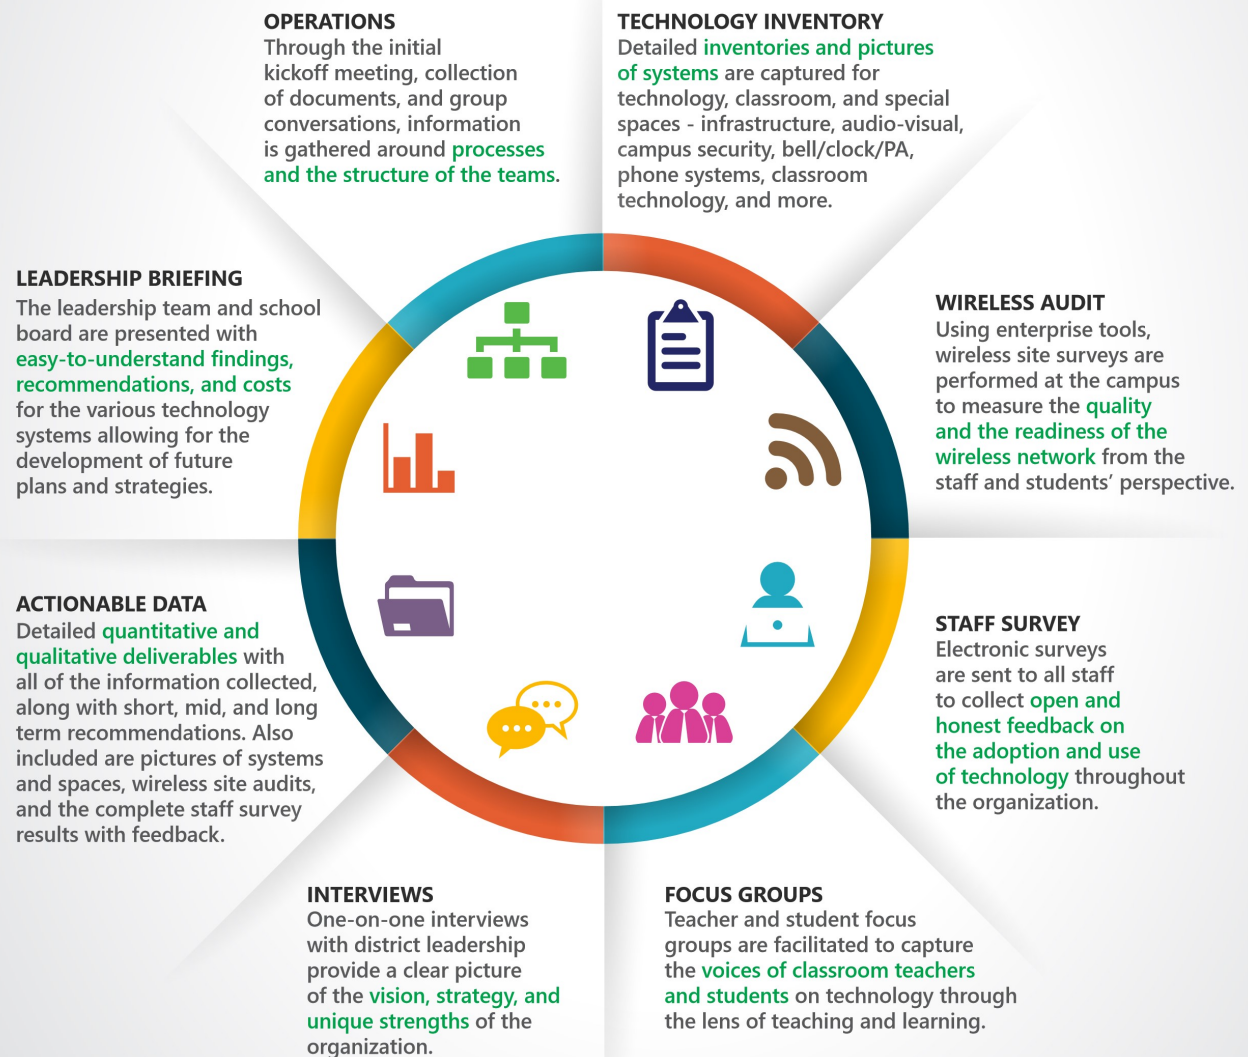 OPERATIONS
Through the initial
kickoff meeting, collection
of documents, and group
conversations, information
is gathered around processes
and the structure of the teams.
TECHNOLOGY INVENTORY
Detailed inventories and pictures
of systems are captured for
technology, classroom, and special
spaces - infrastructure, audio-visual,
campus security, bell/clock/PA,
phone systems, classroom
technology, and more.
WIRELESS AUDIT
Using enterprise tools,
wireless site surveys are
performed at the campus
to measure the quality
and the readiness of the
wireless network from the
staff and students’ perspective.
STAFF SURVEY
Electronic surveys
are sent to all staff
to collect open and
honest feedback on
the adoption and use
of technology throughout
the organization.
FOCUS GROUPS
Teacher and student focus
groups are facilitated to capture
the voices of classroom teachers
and students on technology through
the lens of teaching and learning.
INTERVIEWS
One-on-one interviews
with district leadership
provide a clear picture
of the vision, strategy, and
unique strengths of the
organization.
ACTIONABLE DATA
Detailed quantitative and
qualitative deliverables with
all of the information collected,
along with short, mid, and long
term recommendations. Also
included are pictures of systems
and spaces, wireless site audits,
and the complete staff survey
results with feedback.
LEADERSHIP BRIEFING
The leadership team and school
board are presented with
easy-to-understand findings,
recommendations, and costs
for the various technology
systems allowing for the
development of future
plans and strategies.